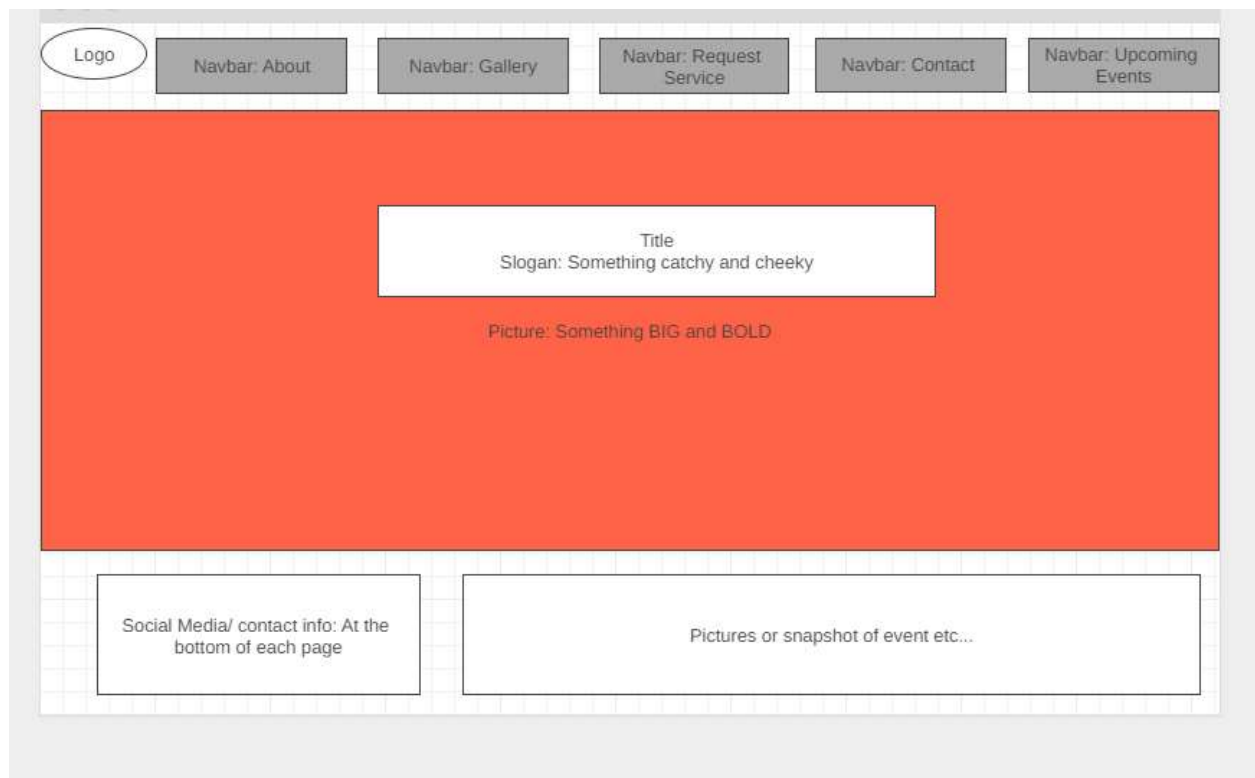 Logo
Navbar: About
Navbar: Gallery
Navbar: Request
Service
Navbar: Contact
Navbar: Upcoming
Events
Title
Slogan: Something catchy and cheeky
Picture: Something BIG and BOLD
Social Media/ contact info: At the
bottom of each page
Pictures or snapshot of event etc...